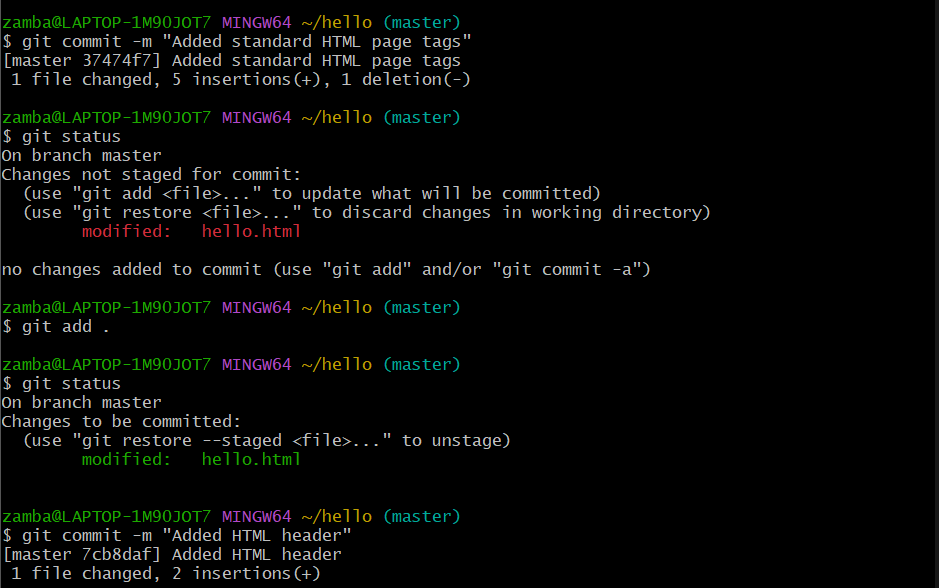 zamba@LAPTOP-1M90JOT7 MINGW64 ~/hello (master)
$ git commit -m "Added standard HTML page tags"
[master 37474f7] Added standard HTML page tags
 1 file changed, 5 insertions(+), 1 deletion(-)

zamba@LAPTOP-1M90JOT7 MINGW64 ~/hello (master)
$ git status
On branch master
Changes not staged for commit:
  (use "git add <file>..." to update what will be committed)
  (use "git restore <file>..." to discard changes in working directory)
        modified:   hello.html

no changes added to commit (use "git add" and/or "git commit -a")

zamba@LAPTOP-1M90JOT7 MINGW64 ~/hello (master)
$ git add .

zamba@LAPTOP-1M90JOT7 MINGW64 ~/hello (master)
$ git status
On branch master
Changes to be committed:
  (use "git restore --staged <file>..." to unstage)
        modified:   hello.html


zamba@LAPTOP-1M90JOT7 MINGW64 ~/hello (master)
$ git commit -m "Added HTML header"
[master 7cb8daf] Added HTML header
 1 file changed, 2 insertions(+)